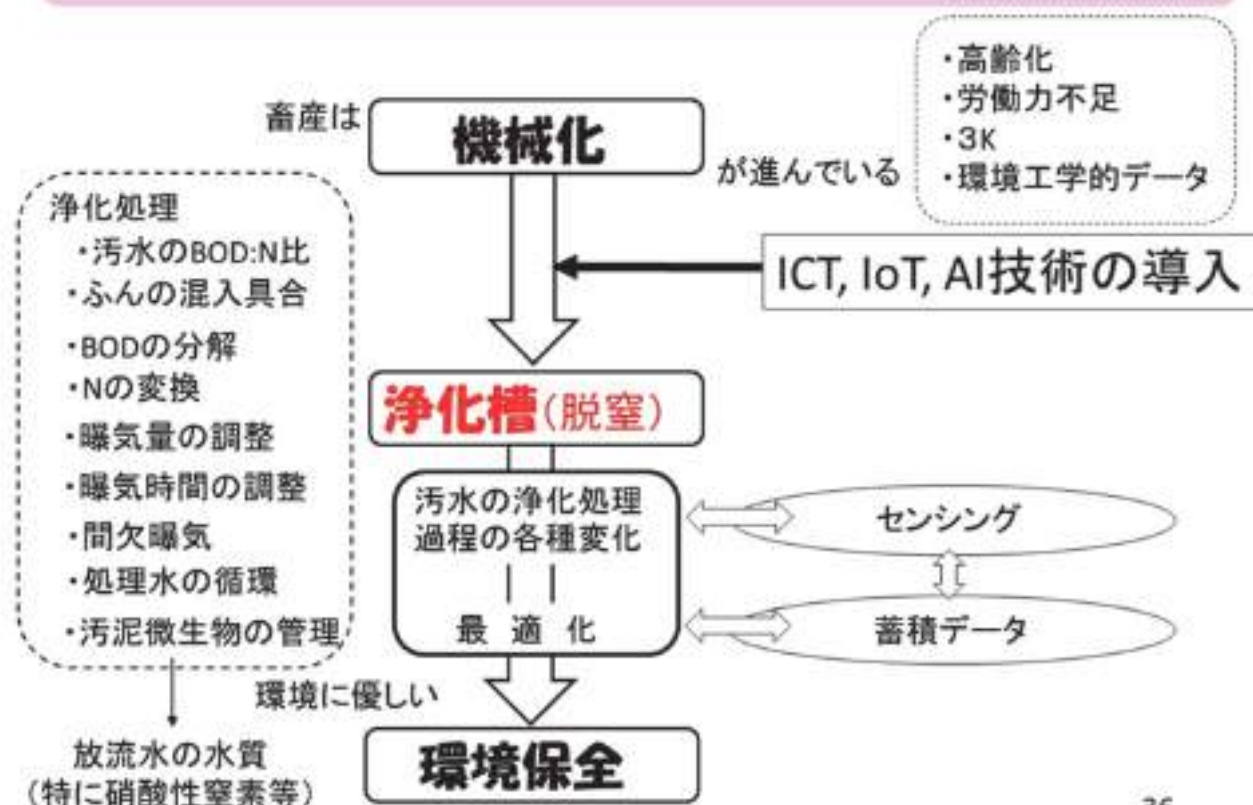 ・高齢化
・労働力不足
・3K
・環境工学的データ
畜産は
機械化
が進んでいる
ICT, IoT, AI技術の導入
浄化処理
・汚水のBOD:N比
・ふんの混入具合
・BODの分解
・Nの変換
・曝気量の調整
・曝気時間の調整
・間欠曝気
・処理水の循環
・汚泥微生物の管理
浄化槽(脱窒)
汚水の浄化処理
過程の各種変化
最 適 化
センシング
蓄積データ
環境に優しい
環境保全
放流水の水質
(特に硝酸性窒素等)